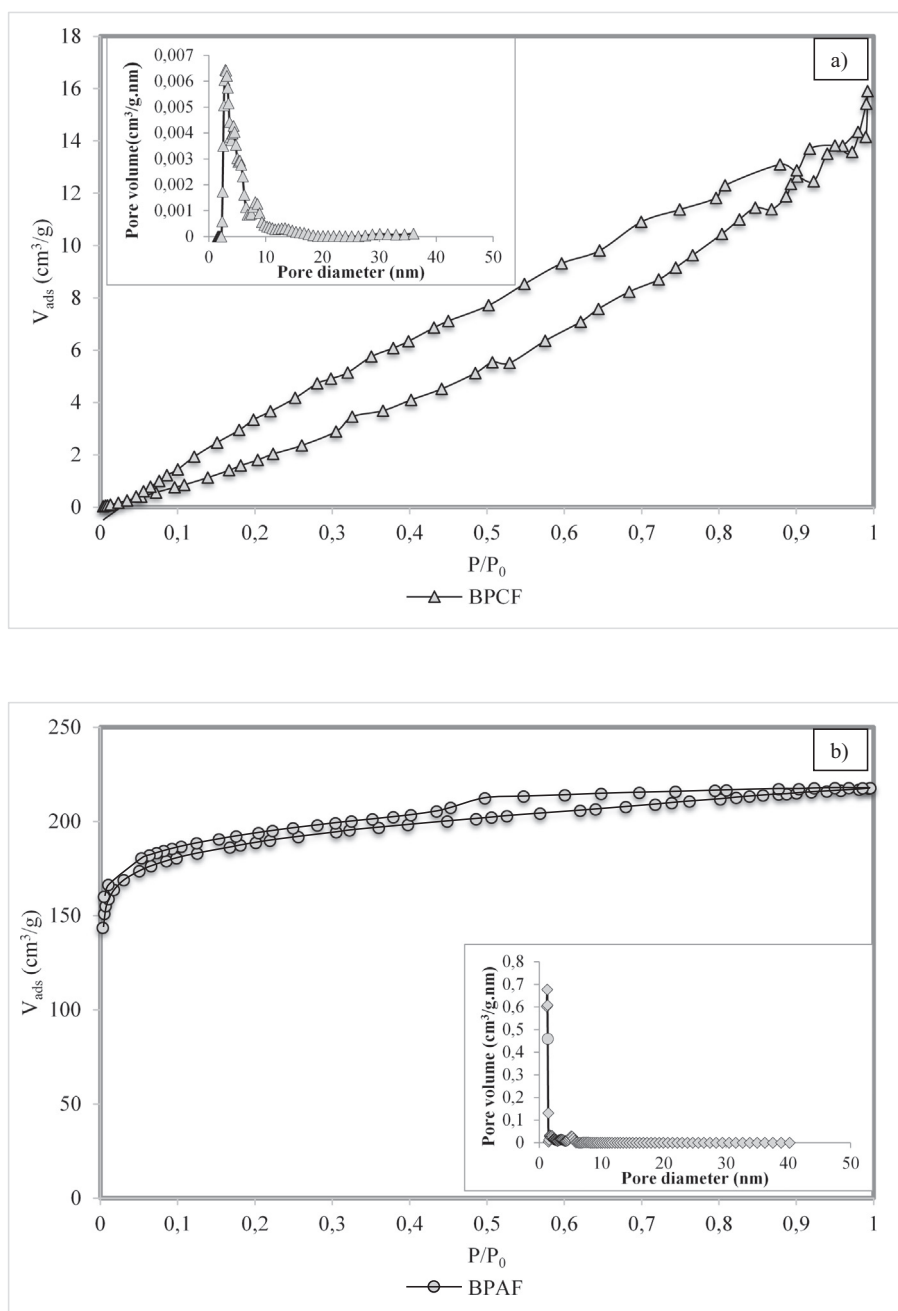 a)
18
16
14
12
10
8
6
4
2
0
V_ads (cm³/g)
0,007
0,006
0,005
0,004
0,003
0,002
0,001
0
Pore volume(cm³/g.nm)
0 10 20 30 40 50
Pore diameter (nm)
0 0,1 0,2 0,3 0,4 0,5 0,6 0,7 0,8 0,9 1
P/P₀
BPCF
b)
250
200
150
100
50
0
V_ads (cm³/g)
0,8
0,7
0,6
0,5
0,4
0,3
0,2
0,1
0
Pore volume (cm³/g.nm)
0 10 20 30 40 50
Pore diameter (nm)
0 0,1 0,2 0,3 0,4 0,5 0,6 0,7 0,8 0,9 1
P/P₀
BPAF